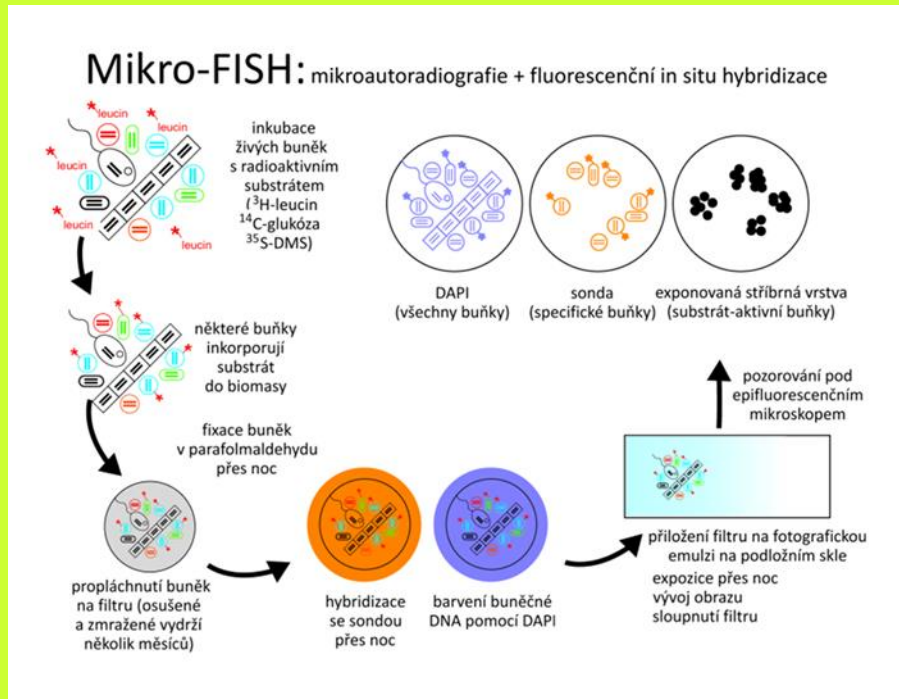 Mikro-FISH: mikroautoradiografie + fluorescenční in situ hybridizace
leucin
leucin
leucin
leucin
leucin
leucin
inkubace
živých buněk
s radioaktivním
substrátem
(³H-leucin
¹⁴C-glukóza
³⁵S-DMS)
DAPI
(všechny buňky)
sonda
(specifické buňky)
exponovaná stříbrná vrstva
(substrát-aktivní buňky)
některé buňky
inkorporují
substrát
do biomasy
pozorování pod
epifluorescenčním
mikroskopem
fixace buněk
v parafolmaldehydu
přes noc
propláchnutí buněk
na filtru (osušené
a zmražené vydrží
několik měsíců)
hybridizace
se sondou
přes noc
barvení buněčné
DNA pomocí DAPI
přiložení filtru na fotografickou
emulzi na podložním skle
expozice přes noc
vývoj obrazu
sloupnutí filtru